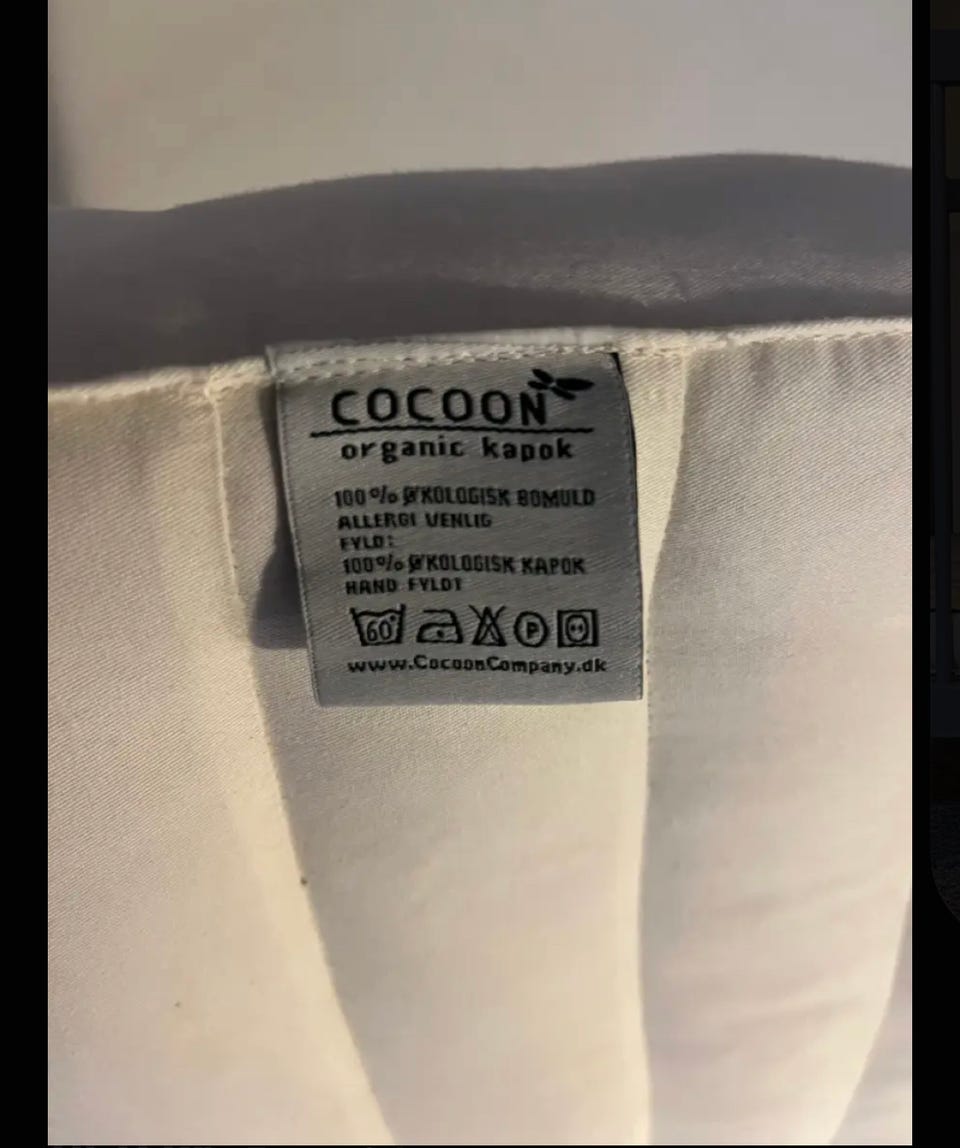 COCOON
organic kapok
100% ØKOLOGISK BOMULD
ALLERGI VENLIG
FYLD:
100% ØKOLOGISK KAPOK
HAND FYLDT
60° P
www.CocoonCompany.dk